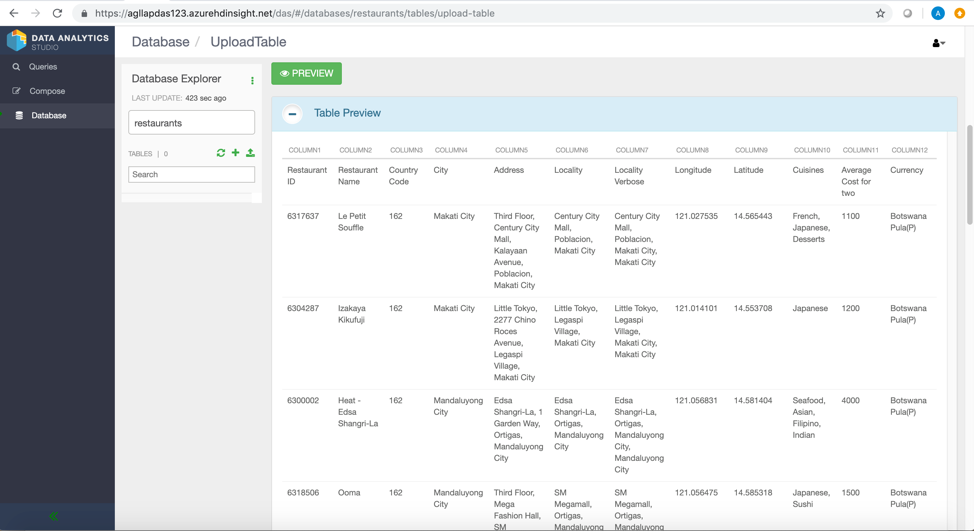 https://agllapdas123.azurehdinsight.net/das/#/databases/restaurants/tables/upload-table
A
DATA ANALYTICS
STUDIO
Queries
Compose
Database
Database / UploadTable
Database Explorer
LAST UPDATE: 423 sec ago
restaurants
TABLES | 0
Search
PREVIEW
Table Preview
COLUMN1 COLUMN2 COLUMN3 COLUMN4 COLUMN5 COLUMN6 COLUMN7 COLUMN8 COLUMN9 COLUMN10 COLUMN11 COLUMN12
Restaurant Restaurant Country City Address Locality Locality Longitude Latitude Cuisines Average Currency
ID Name Code Verbose Cost for
two
6317637 Le Petit 162 Makati City Third Floor, Century City Century City 121.027535 14.565443 French, 1100 Botswana
Souffle Century City Mall, Mall, Japanese, Pula(P)
Mall, Poblacion, Poblacion, Desserts
Kalayaan Makati City Makati City,
Avenue, Makati City
Poblacion,
Makati City
6304287 Izakaya 162 Makati City Little Tokyo, Little Tokyo, Little Tokyo, 121.014101 14.553708 Japanese 1200 Botswana
Kikufuji 2277 Chino Legaspi Legaspi Pula(P)
Roces Village, Village,
Avenue, Makati City Makati City,
Legaspi Makati City
Village,
Makati City
6300002 Heat - 162 Mandaluyong Edsa Edsa Edsa 121.056831 14.581404 Seafood, 4000 Botswana
Edsa City Shangri-La, 1 Shangri-La, Shangri-La, Asian, Pula(P)
Shangri-La Garden Way, Ortigas, Ortigas, Filipino,
Ortigas, Mandaluyong Mandaluyong Indian
Mandaluyong City City,
City Mandaluyong
City
6318506 Ooma 162 Mandaluyong Third Floor, SM SM 121.056475 14.585318 Japanese, 1500 Botswana
City Mega Megamall, Megamall, Sushi Pula(P)
Fashion Hall, Ortigas, Ortigas,
SM Mandaluyong Mandaluyong